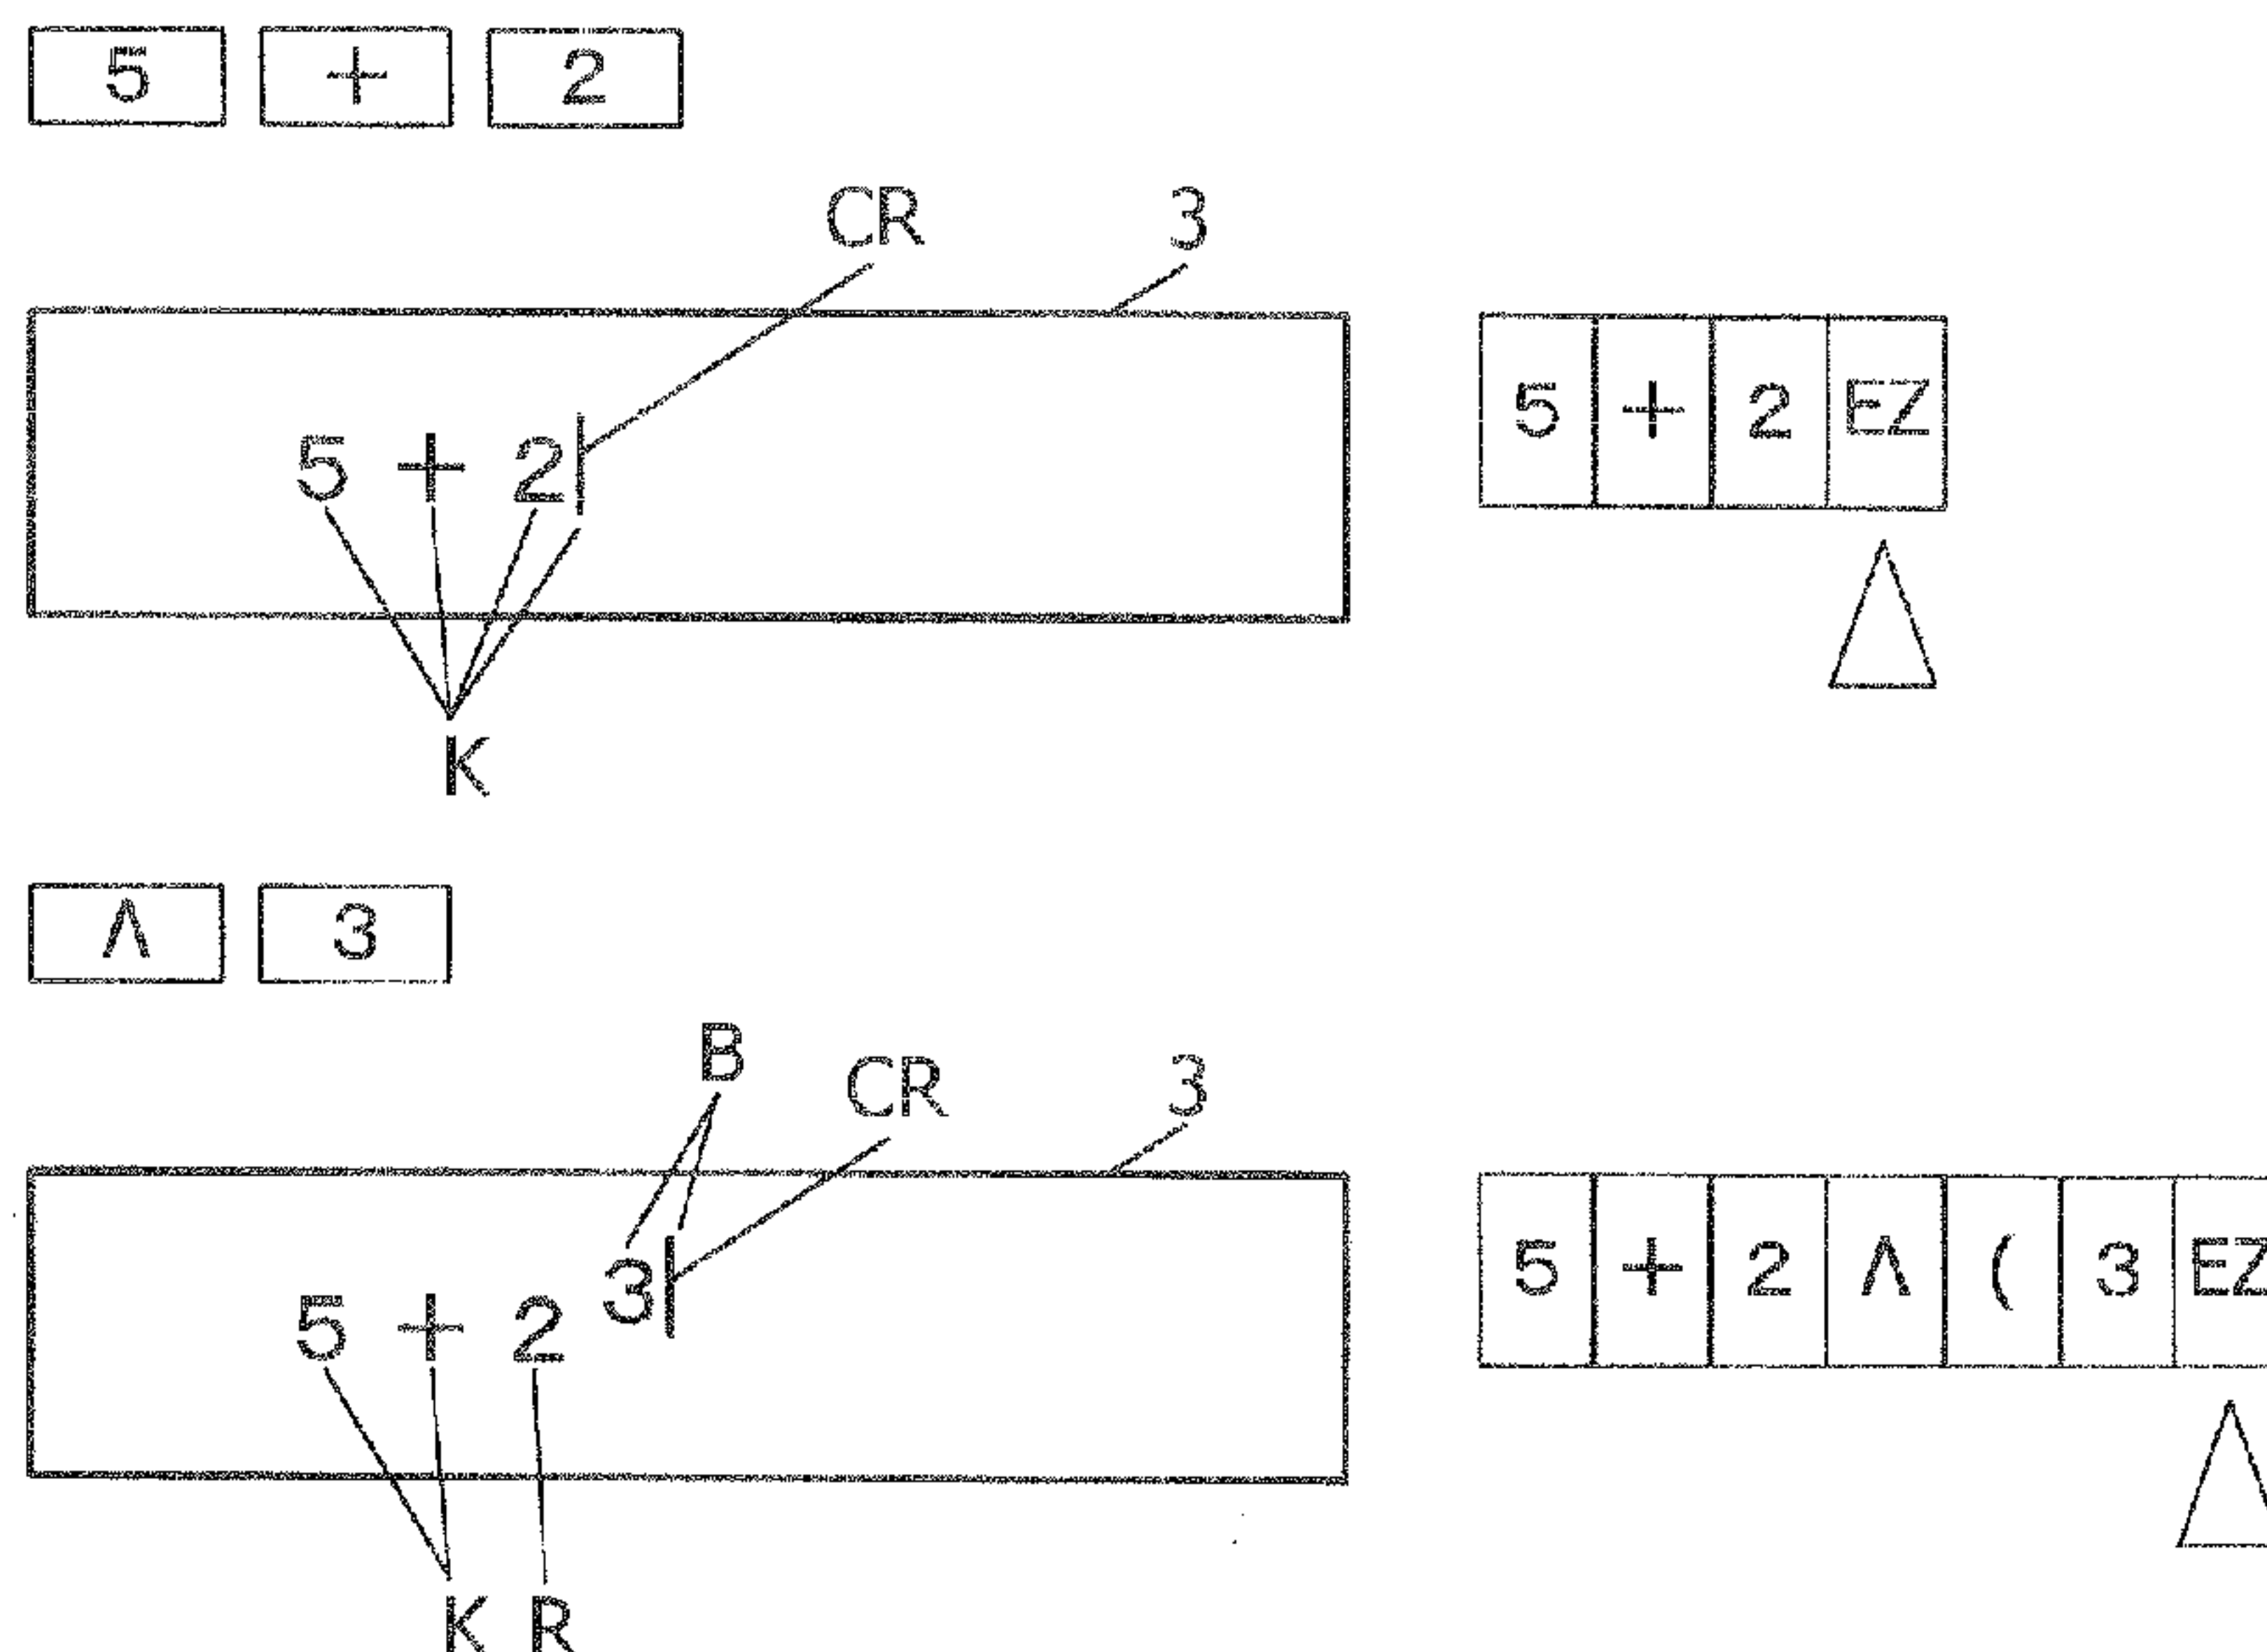 5 + 2
CR 3
5 + 2
5 + 2 EZ
K
Λ 3
B CR 3
3
5 + 2
5 + 2 Λ ( 3 EZ
K R